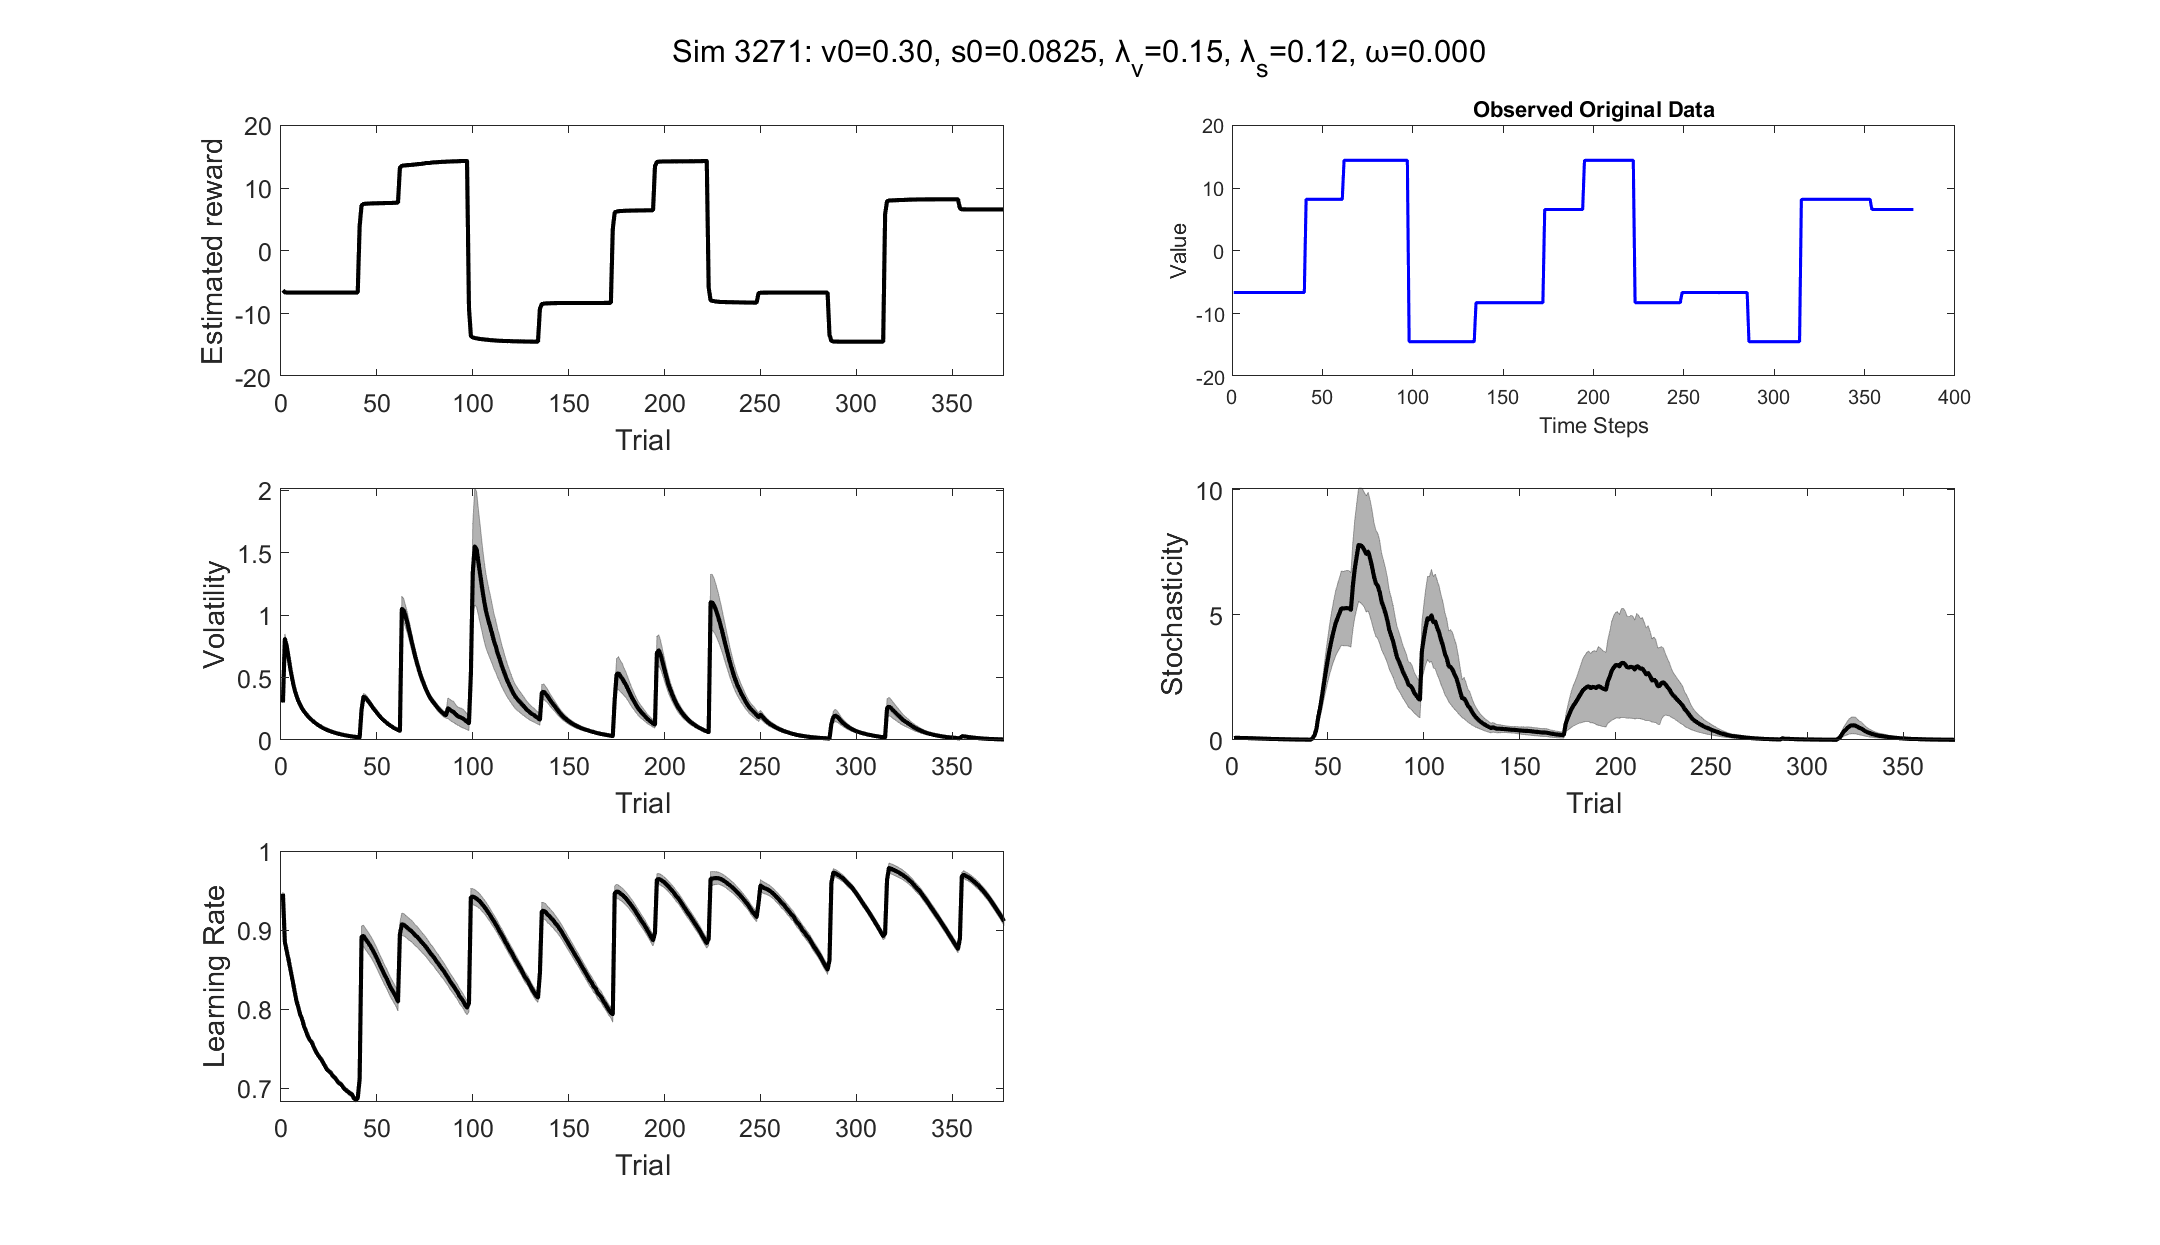 Sim 3271: v0=0.30, s0=0.0825, λv=0.15, λs=0.12, ω=0.000
20
10
0
-10
-20
Estimated reward
0 50 100 150 200 250 300 350
Trial
Observed Original Data
20
10
0
-10
-20
Value
0 50 100 150 200 250 300 350 400
Time Steps
2
1.5
1
0.5
0
Volatility
0 50 100 150 200 250 300 350
Trial
10
5
0
Stochasticity
0 50 100 150 200 250 300 350
Trial
1
0.9
0.8
0.7
Learning Rate
0 50 100 150 200 250 300 350
Trial